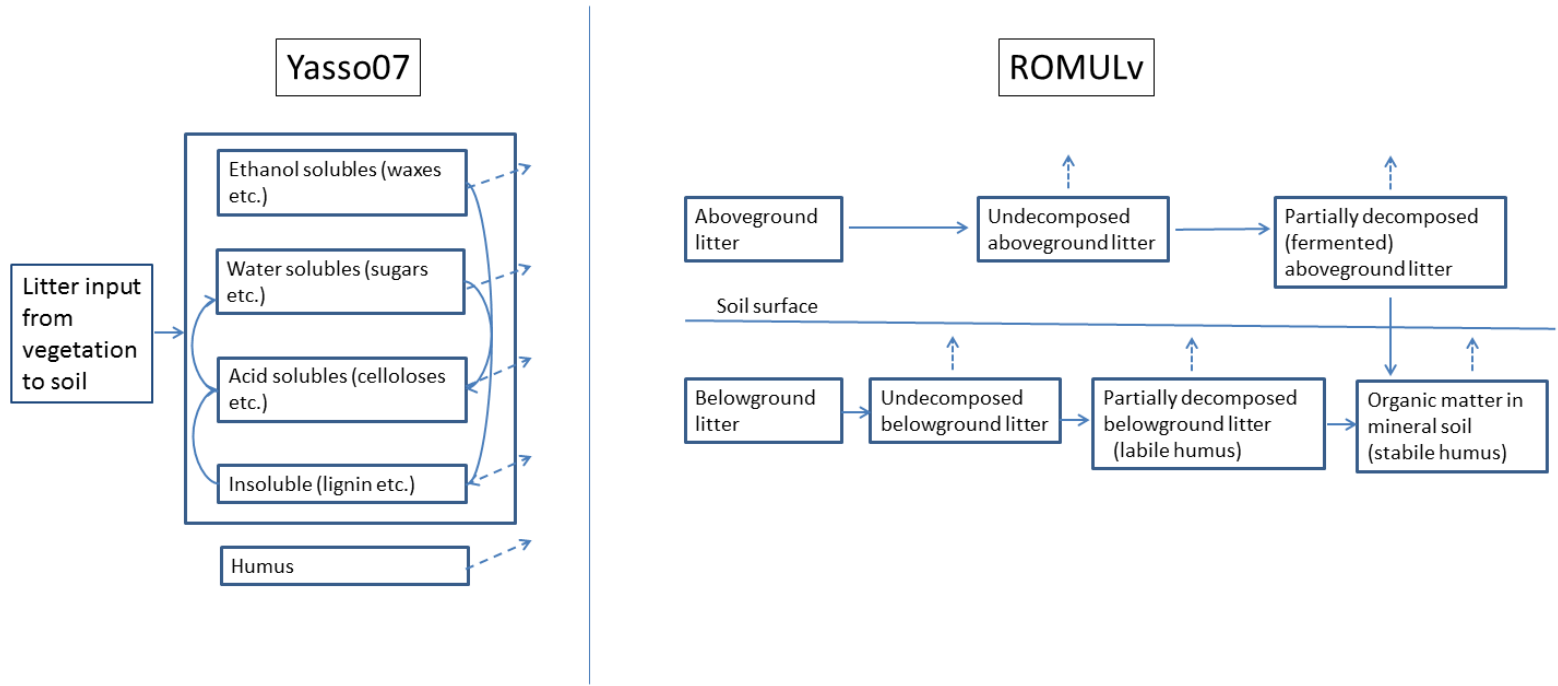 Yasso07
Ethanol solubles (waxes
etc.)
Water solubles (sugars
etc.)
Litter input
from
vegetation
to soil
Acid solubles (celloloses
etc.)
Insoluble (lignin etc.)
Humus
ROMULv
Aboveground
litter
Undecomposed
aboveground litter
Partially decomposed
(fermented)
aboveground litter
Soil surface
Belowground
litter
Undecomposed
belowground litter
Partially decomposed
belowground litter
(labile humus)
Organic matter in
mineral soil
(stabile humus)